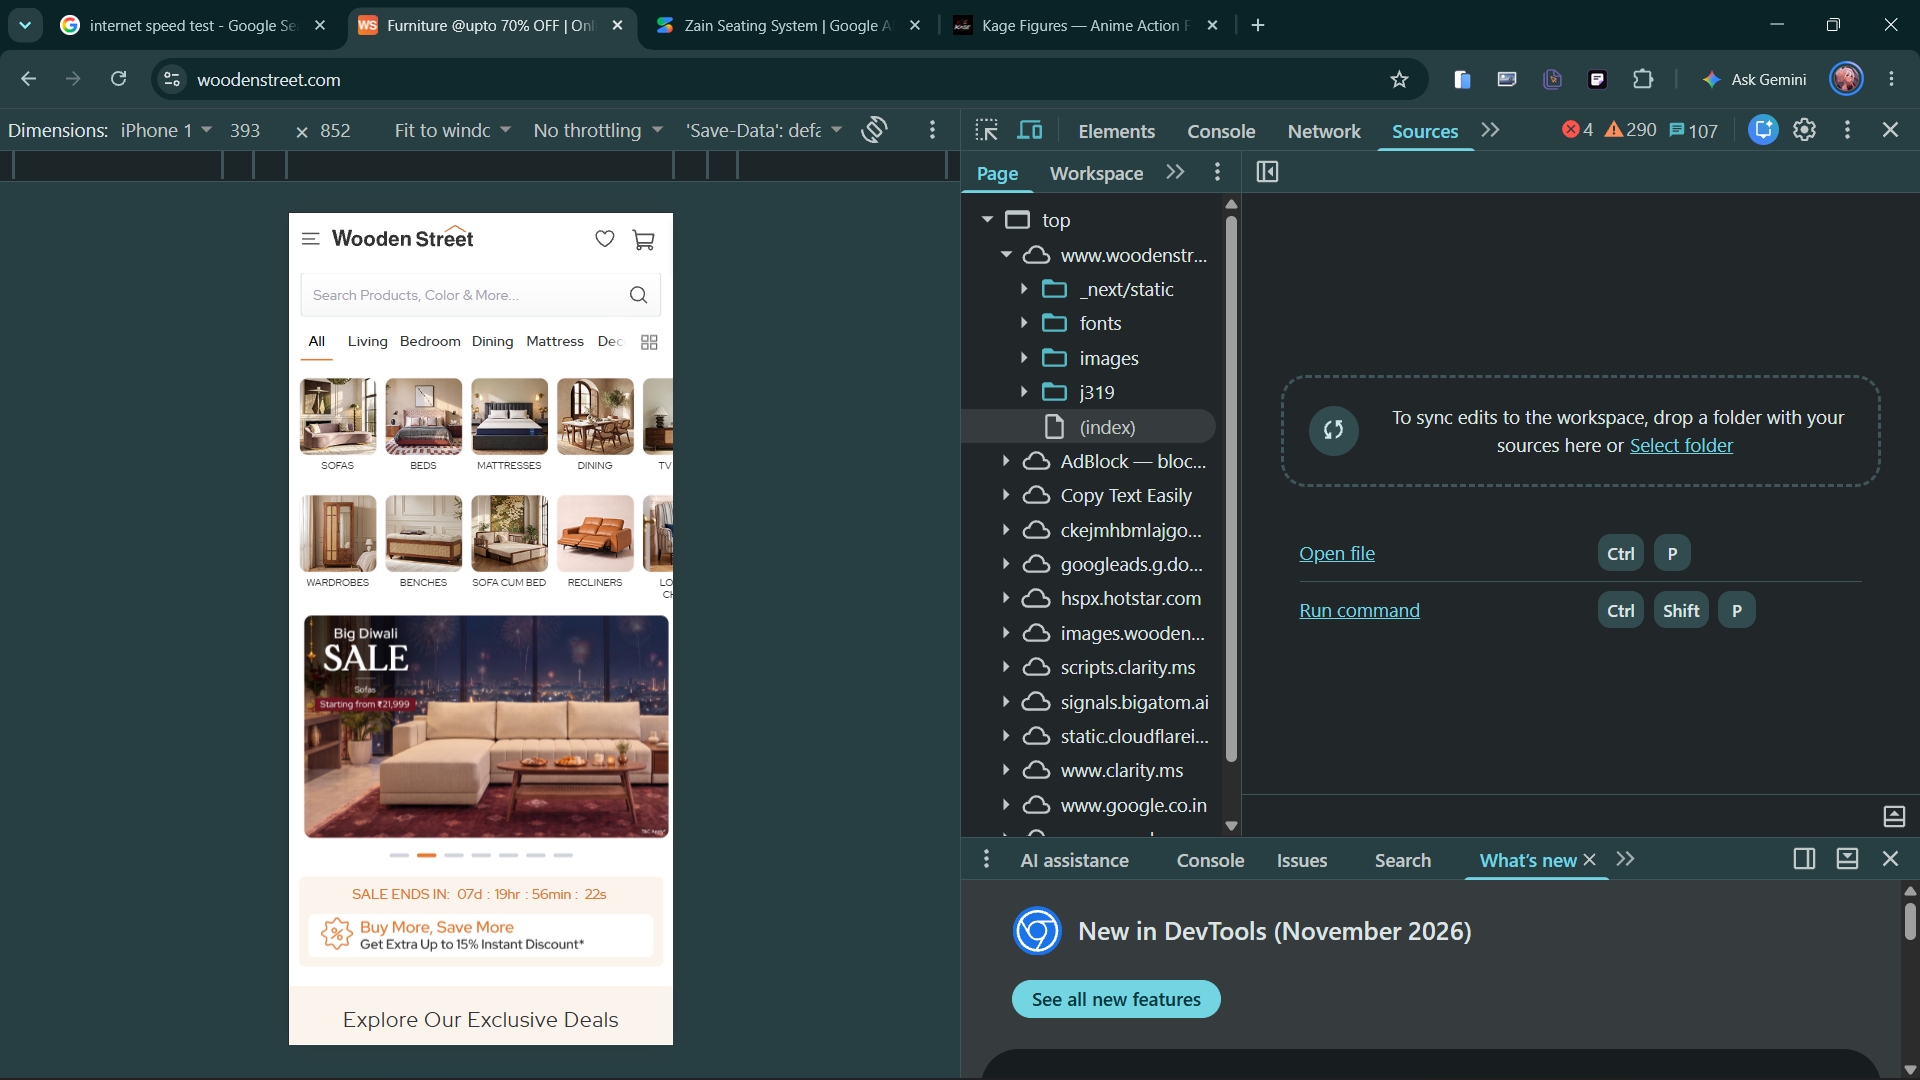 internet speed test - Google Se
Furniture @upto 70% OFF | Onl
Zain Seating System | Google A
Kage Figures — Anime Action F
woodenstreet.com
Ask Gemini
Dimensions: iPhone 1
393 × 852
Fit to windc
No throttling
'Save-Data': defa
Elements
Console
Network
Sources
4
290
107
Page
Workspace
top
www.woodenstr...
_next/static
fonts
images
j319
(index)
AdBlock — bloc...
Copy Text Easily
ckejmhbmlajgo...
googleads.g.do...
hspx.hotstar.com
images.wooden...
scripts.clarity.ms
signals.bigatom.ai
static.cloudflarei...
www.clarity.ms
www.google.co.in
To sync edits to the workspace, drop a folder with your
sources here or Select folder
Open file
Ctrl P
Run command
Ctrl Shift P
AI assistance
Console
Issues
Search
What's new
New in DevTools (November 2026)
See all new features
Wooden Street
Search Products, Color & More...
All
Living
Bedroom
Dining
Mattress
Dec
SOFAS
BEDS
MATTRESSES
DINING
TV
WARDROBES
BENCHES
SOFA CUM BED
RECLINERS
LO
CH
Big Diwali
SALE
Sofas
Starting from ₹21,999
T&C Apply*
SALE ENDS IN: 07d : 19hr : 56min : 22s
Buy More, Save More
Get Extra Up to 15% Instant Discount*
Explore Our Exclusive Deals